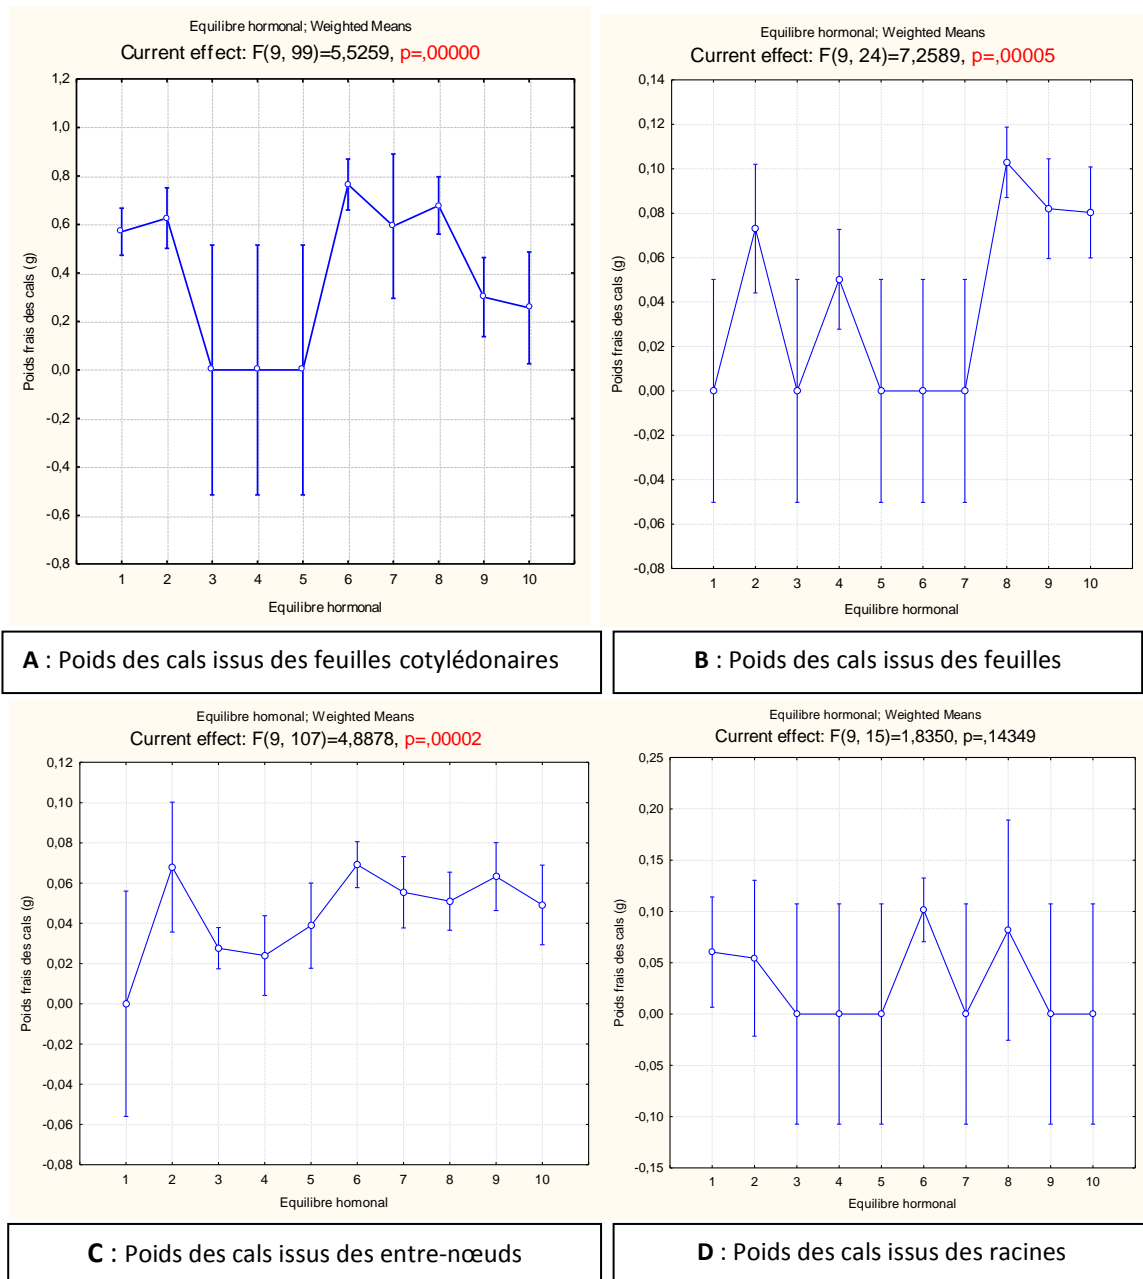 Equilibre hormonal; Weighted Means
Current effect: F(9, 99)=5,5259, p=,00000
1,2
1,0
0,8
0,6
0,4
0,2
0,0
-0,2
-0,4
-0,6
-0,8
Poids frais des cals (g)
1 2 3 4 5 6 7 8 9 10
Equilibre hormonal
A : Poids des cals issus des feuilles cotylédonaires
Equilibre hormonal; Weighted Means
Current effect: F(9, 24)=7,2589, p=,00005
0,14
0,12
0,10
0,08
0,06
0,04
0,02
0,00
-0,02
-0,04
-0,06
-0,08
Poids frais des cals (g)
1 2 3 4 5 6 7 8 9 10
Equilibre hormonal
B : Poids des cals issus des feuilles
Equilibre homonal; Weighted Means
Current effect: F(9, 107)=4,8878, p=,00002
0,12
0,10
0,08
0,06
0,04
0,02
0,00
-0,02
-0,04
-0,06
-0,08
Poids frais des cals (g)
1 2 3 4 5 6 7 8 9 10
Equilibre homonal
C : Poids des cals issus des entre-nœuds
Equilibre hormonal; Weighted Means
Current effect: F(9, 15)=1,8350, p=,14349
0,25
0,20
0,15
0,10
0,05
0,00
-0,05
-0,10
-0,15
Poids frais des cals (g)
1 2 3 4 5 6 7 8 9 10
Equilibre hormonal
D : Poids des cals issus des racines